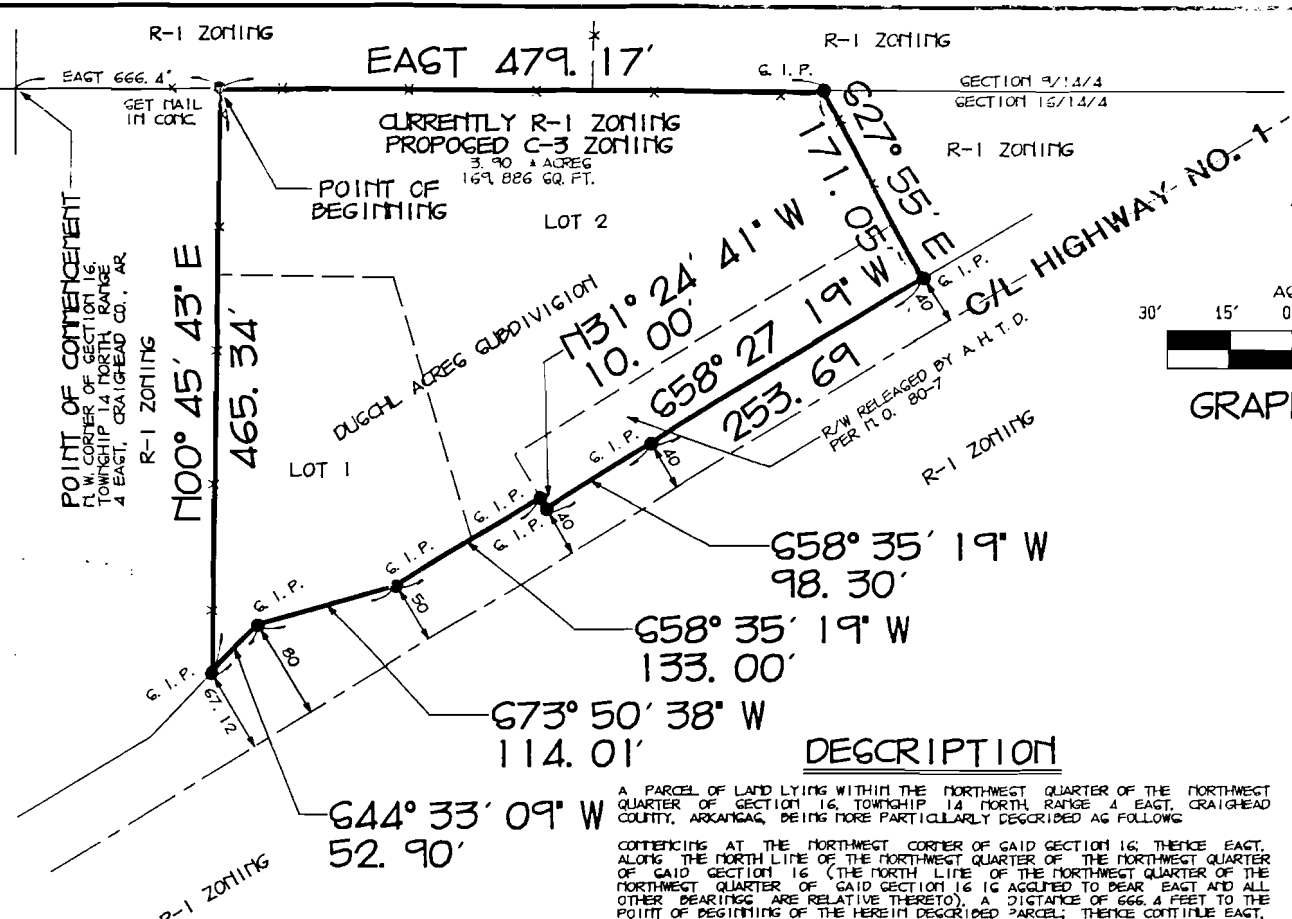 R-1 ZONING
R-1 ZONING
EAST 666.4'
EAST 479.17'
S.I.P.
SECTION 9/14/4
SECTION 16/14/4
SET NAIL
IN CONC.
CURRENTLY R-1 ZONING
PROPOSED C-3 ZONING
3.90 ± ACRES
169,886 SQ. FT.
S27° 55' E
171.05'
R-1 ZONING
POINT OF
BEGINNING
LOT 2
C/L HIGHWAY NO. 1
POINT OF COMMENCEMENT
N.W. CORNER OF SECTION 16,
TOWNSHIP 14 NORTH, RANGE
4 EAST, CRAIGHEAD CO., AR
R-1 ZONING
N00° 45' 43" E
465.34'
DUSCHL ACRES SUBDIVISION
N31° 24' 41" W
10.00'
S58° 27' 19" W
253.69
S.I.P.
40
30' 15' 0
GRAPH
R/W RELEASED BY A.H.T.D.
PER M.O. 80-7
R-1 ZONING
LOT 1
S.I.P.
40
S.I.P.
S.I.P.
40
S58° 35' 19" W
98.30'
S.I.P.
50
S58° 35' 19" W
133.00'
S.I.P.
80
S.I.P.
67.12
S73° 50' 38" W
114.01'
S44° 33' 09" W
52.90'
R-1 ZONING
DESCRIPTION
A PARCEL OF LAND LYING WITHIN THE NORTHWEST QUARTER OF THE NORTHWEST
QUARTER OF SECTION 16, TOWNSHIP 14 NORTH, RANGE 4 EAST, CRAIGHEAD
COUNTY, ARKANSAS, BEING MORE PARTICULARLY DESCRIBED AS FOLLOWS
COMMENCING AT THE NORTHWEST CORNER OF SAID SECTION 16; THENCE EAST,
ALONG THE NORTH LINE OF THE NORTHWEST QUARTER OF THE NORTHWEST QUARTER
OF SAID SECTION 16 (THE NORTH LINE OF THE NORTHWEST QUARTER OF THE
NORTHWEST QUARTER OF SAID SECTION 16 IS ASSUMED TO BEAR EAST AND ALL
OTHER BEARINGS ARE RELATIVE THERETO), A DISTANCE OF 666.4 FEET TO THE
POINT OF BEGINNING OF THE HEREIN DESCRIBED PARCEL; THENCE CONTINUE EAST,